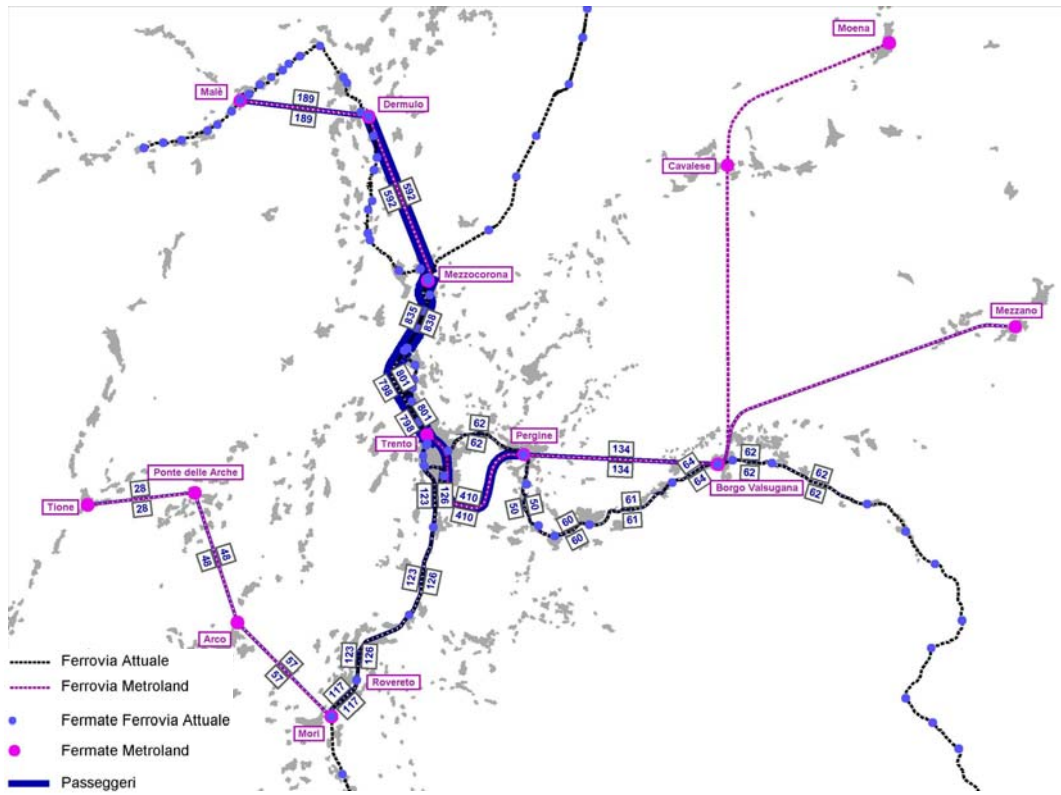 Moena
Malè
189
189
Dermulo
Cavalese
592
592
Mezzocorona
Mezzano
835
838
801
798
801
798
Trento
62
62
Pergine
134
134
64
64
62
62
Borgo Valsugana
62
62
Ponte delle Arche
28
28
Tione
123
126
410
410
50
50
61
61
60
60
48
48
123
126
Arco
57
57
123
126
Rovereto
117
117
Mori
Ferrovia Attuale
Ferrovia Metroland
Fermate Ferrovia Attuale
Fermate Metroland
Passeggeri